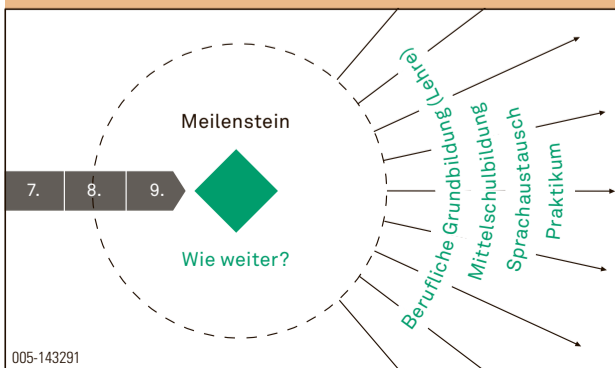 Meilenstein
7. 8. 9.
Wie weiter?
Berufliche Grundbildung (Lehre)
Mittelschulbildung
Sprachaustausch
Praktikum
005-143291